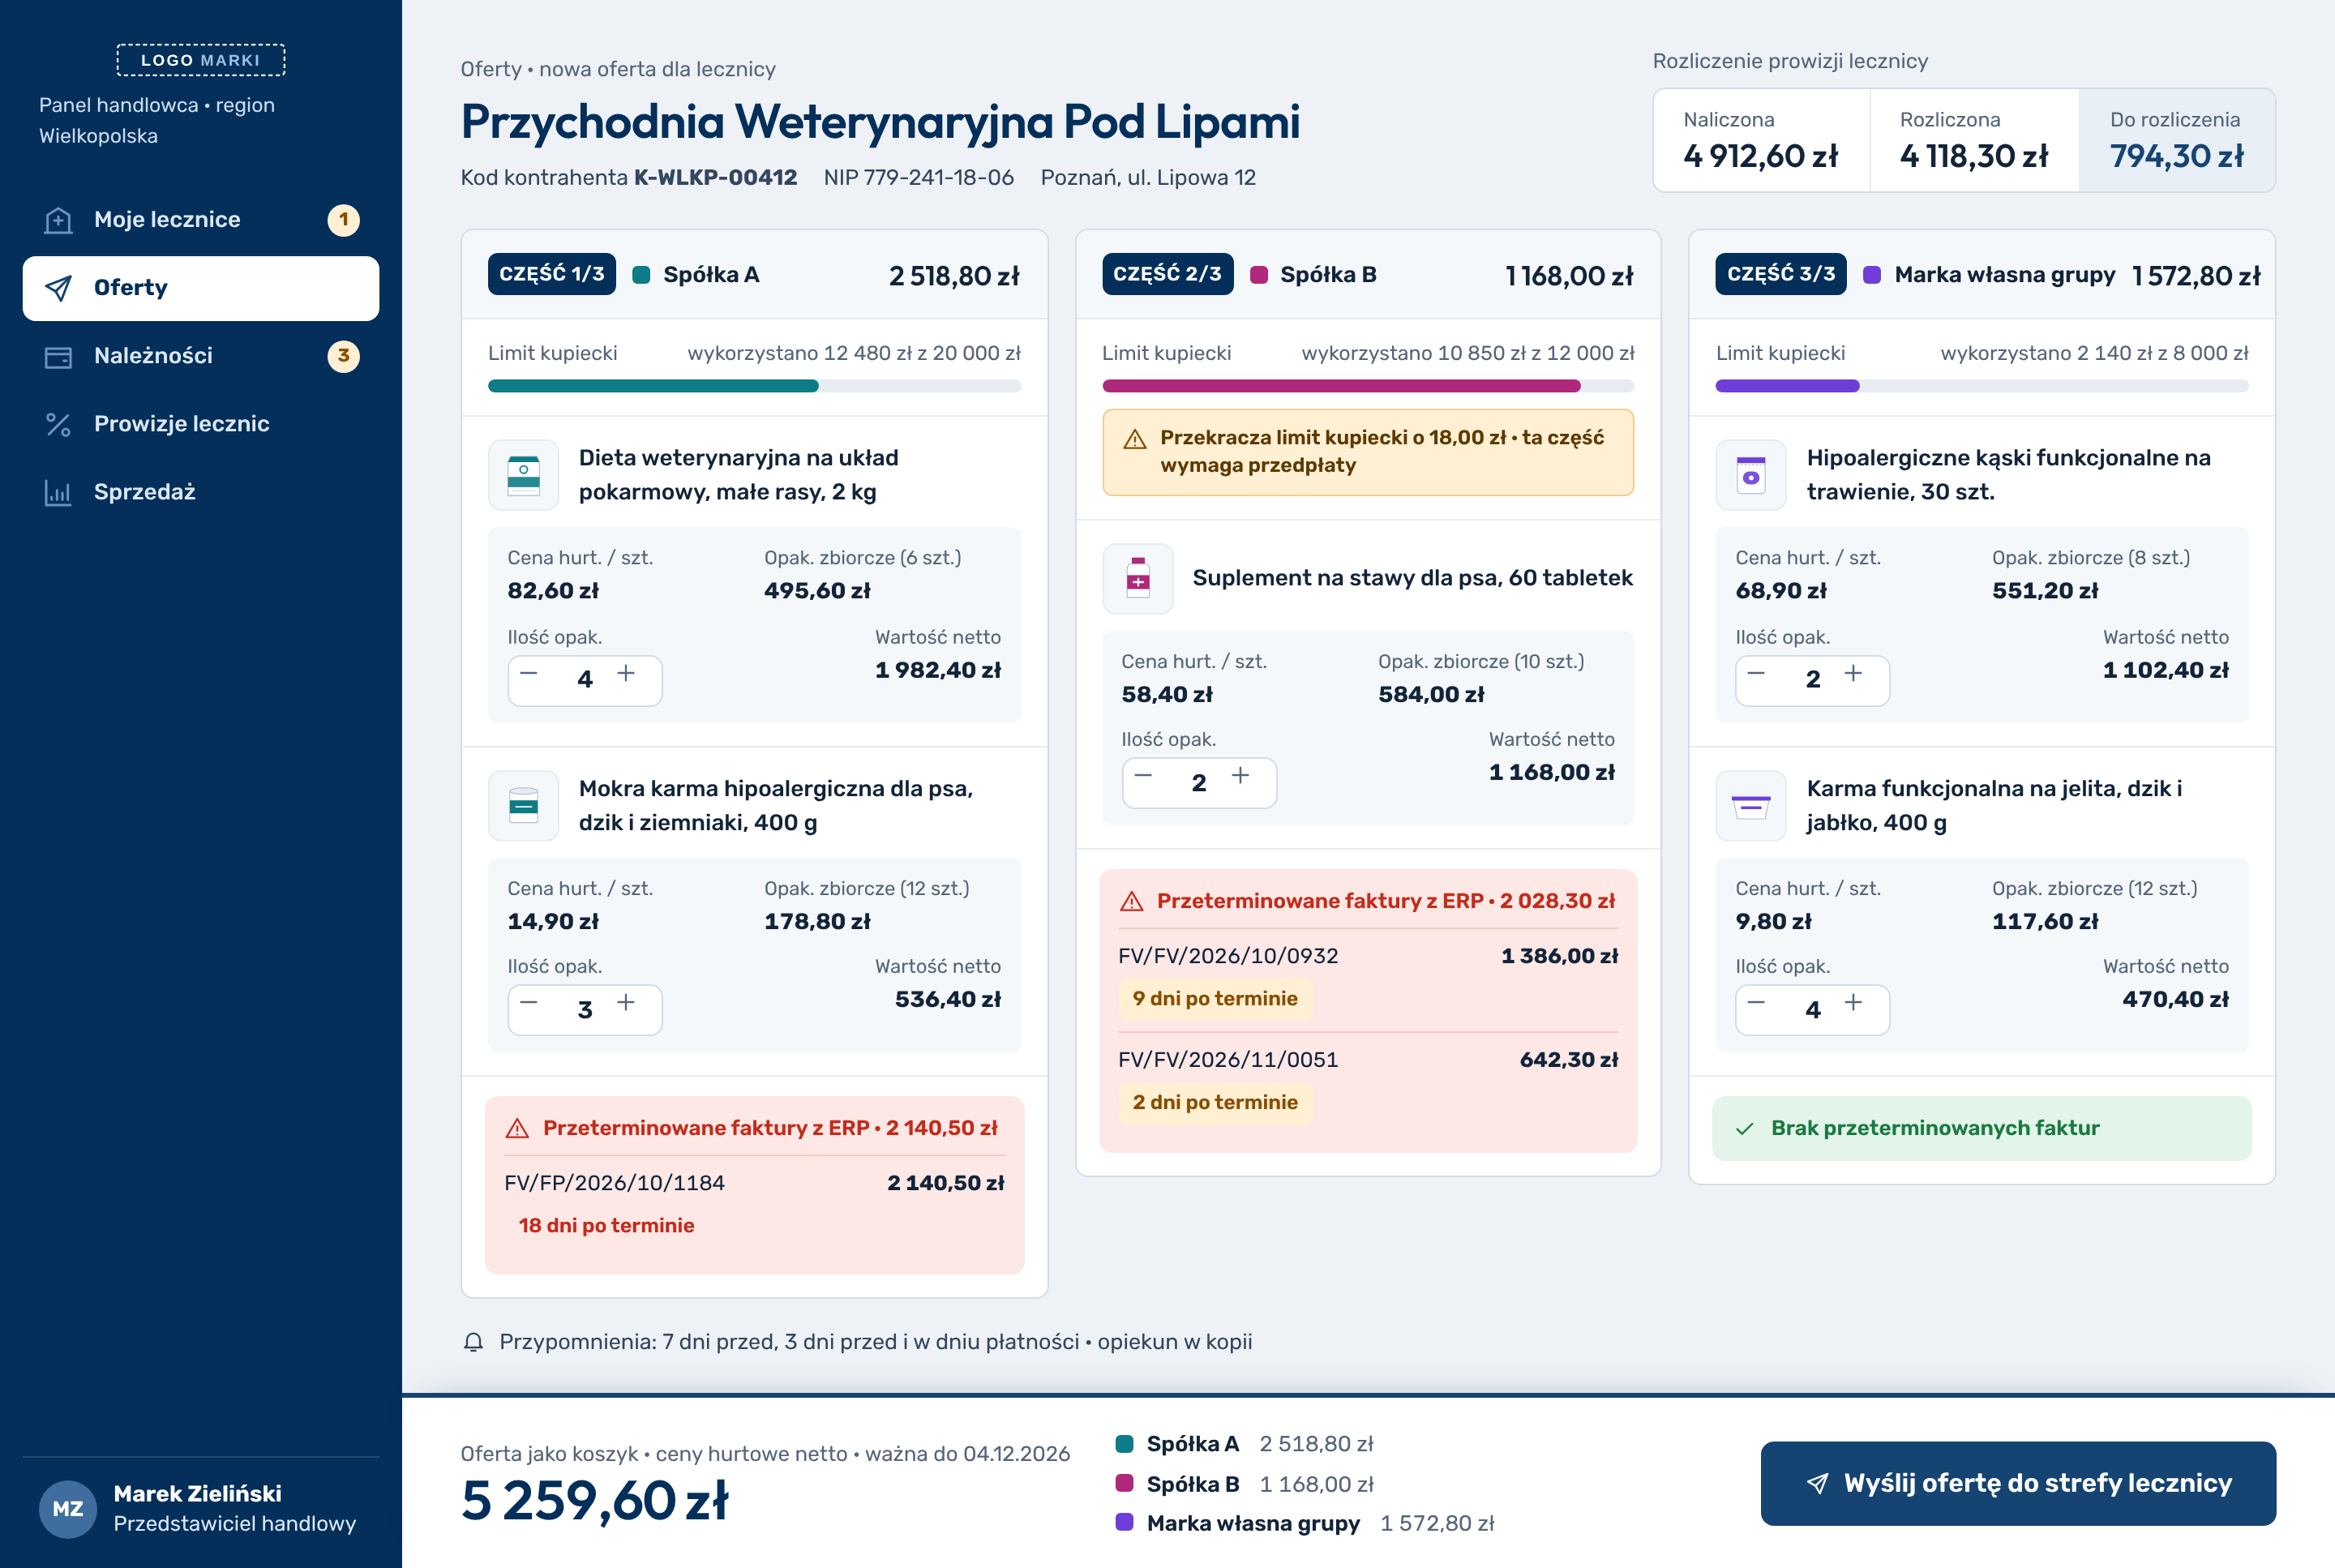 LOGO MARKI
Panel handlowca • region
Wielkopolska
Moje lecznice
1
Oferty
Należności
3
Prowizje lecznic
Sprzedaż
MZ
Marek Zieliński
Przedstawiciel handlowy
Oferty • nowa oferta dla lecznicy
Przychodnia Weterynaryjna Pod Lipami
Kod kontrahenta K-WLKP-00412 NIP 779-241-18-06 Poznań, ul. Lipowa 12
Rozliczenie prowizji lecznicy
Naliczona
4 912,60 zł
Rozliczona
4 118,30 zł
Do rozliczenia
794,30 zł
CZĘŚĆ 1/3 Spółka A 2 518,80 zł
Limit kupiecki wykorzystano 12 480 zł z 20 000 zł
Dieta weterynaryjna na układ
pokarmowy, małe rasy, 2 kg
Cena hurt. / szt. Opak. zbiorcze (6 szt.)
82,60 zł 495,60 zł
Ilość opak. Wartość netto
− 4 + 1 982,40 zł
Mokra karma hipoalergiczna dla psa,
dzik i ziemniaki, 400 g
Cena hurt. / szt. Opak. zbiorcze (12 szt.)
14,90 zł 178,80 zł
Ilość opak. Wartość netto
− 3 + 536,40 zł
Przeterminowane faktury z ERP • 2 140,50 zł
FV/FP/2026/10/1184 2 140,50 zł
18 dni po terminie
CZĘŚĆ 2/3 Spółka B 1 168,00 zł
Limit kupiecki wykorzystano 10 850 zł z 12 000 zł
Przekracza limit kupiecki o 18,00 zł • ta część
wymaga przedpłaty
Suplement na stawy dla psa, 60 tabletek
Cena hurt. / szt. Opak. zbiorcze (10 szt.)
58,40 zł 584,00 zł
Ilość opak. Wartość netto
− 2 + 1 168,00 zł
Przeterminowane faktury z ERP • 2 028,30 zł
FV/FV/2026/10/0932 1 386,00 zł
9 dni po terminie
FV/FV/2026/11/0051 642,30 zł
2 dni po terminie
CZĘŚĆ 3/3 Marka własna grupy 1 572,80 zł
Limit kupiecki wykorzystano 2 140 zł z 8 000 zł
Hipoalergiczne kąski funkcjonalne na
trawienie, 30 szt.
Cena hurt. / szt. Opak. zbiorcze (8 szt.)
68,90 zł 551,20 zł
Ilość opak. Wartość netto
− 2 + 1 102,40 zł
Karma funkcjonalna na jelita, dzik i
jabłko, 400 g
Cena hurt. / szt. Opak. zbiorcze (12 szt.)
9,80 zł 117,60 zł
Ilość opak. Wartość netto
− 4 + 470,40 zł
Brak przeterminowanych faktur
Przypomnienia: 7 dni przed, 3 dni przed i w dniu płatności • opiekun w kopii
Oferta jako koszyk • ceny hurtowe netto • ważna do 04.12.2026
5 259,60 zł
Spółka A 2 518,80 zł
Spółka B 1 168,00 zł
Marka własna grupy 1 572,80 zł
Wyślij ofertę do strefy lecznicy